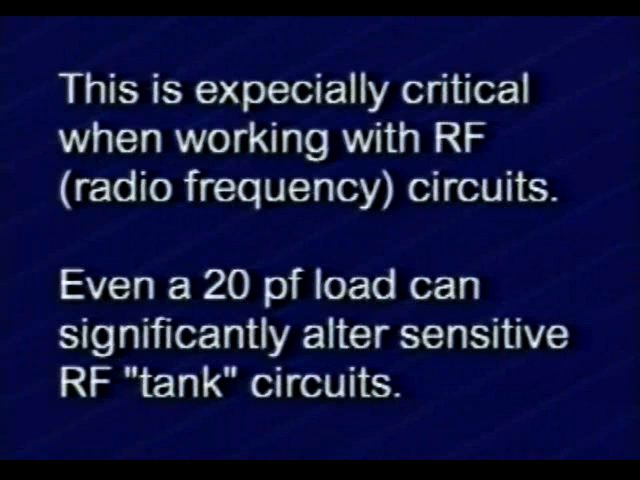 This is expecially critical
when working with RF
(radio frequency) circuits.
Even a 20 pf load can
significantly alter sensitive
RF "tank" circuits.